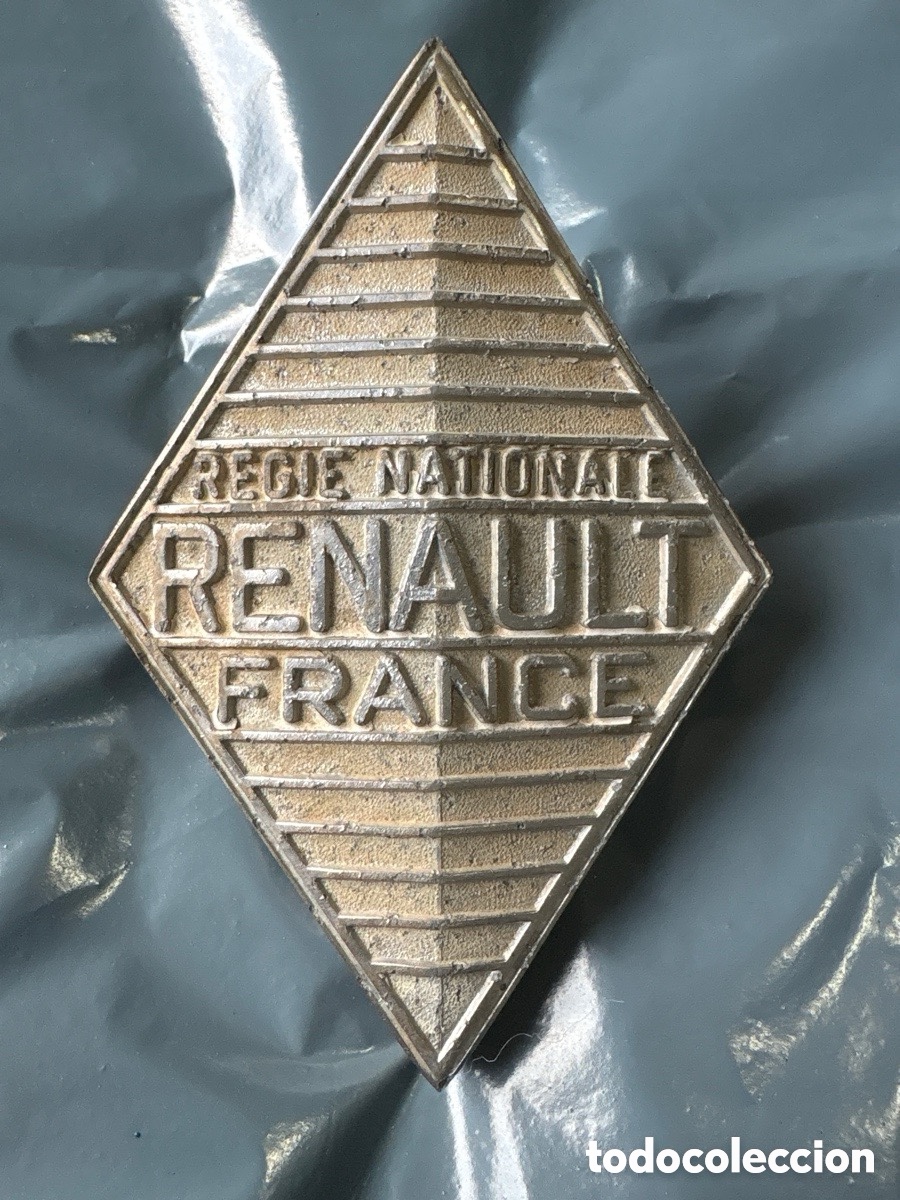 REGIE NATIONALE
RENAULT
FRANCE
todocoleccion